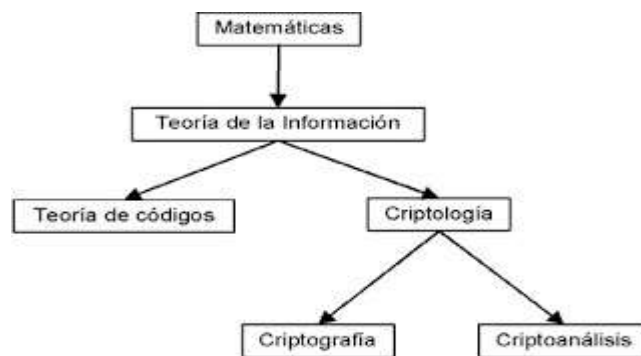 Matemáticas
Teoría de la Información
Teoría de códigos
Criptología
Criptografía
Criptoanálisis